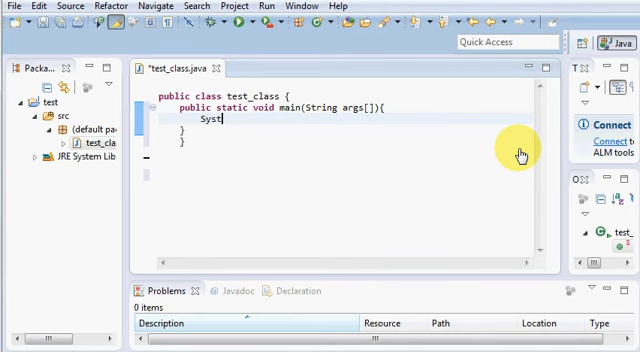 File Edit Source Refactor Navigate Search Project Run Window Help
Quick Access
Java
Packa
*test_class.java
T
test
src
(default pa
test_cla
JRE System Lib
public class test_class {
public static void main(String args[]){
Syst
}
}
Connect
Connect to
ALM tools
O
test_
Problems Javadoc Declaration
0 items
Description Resource Path Location Type